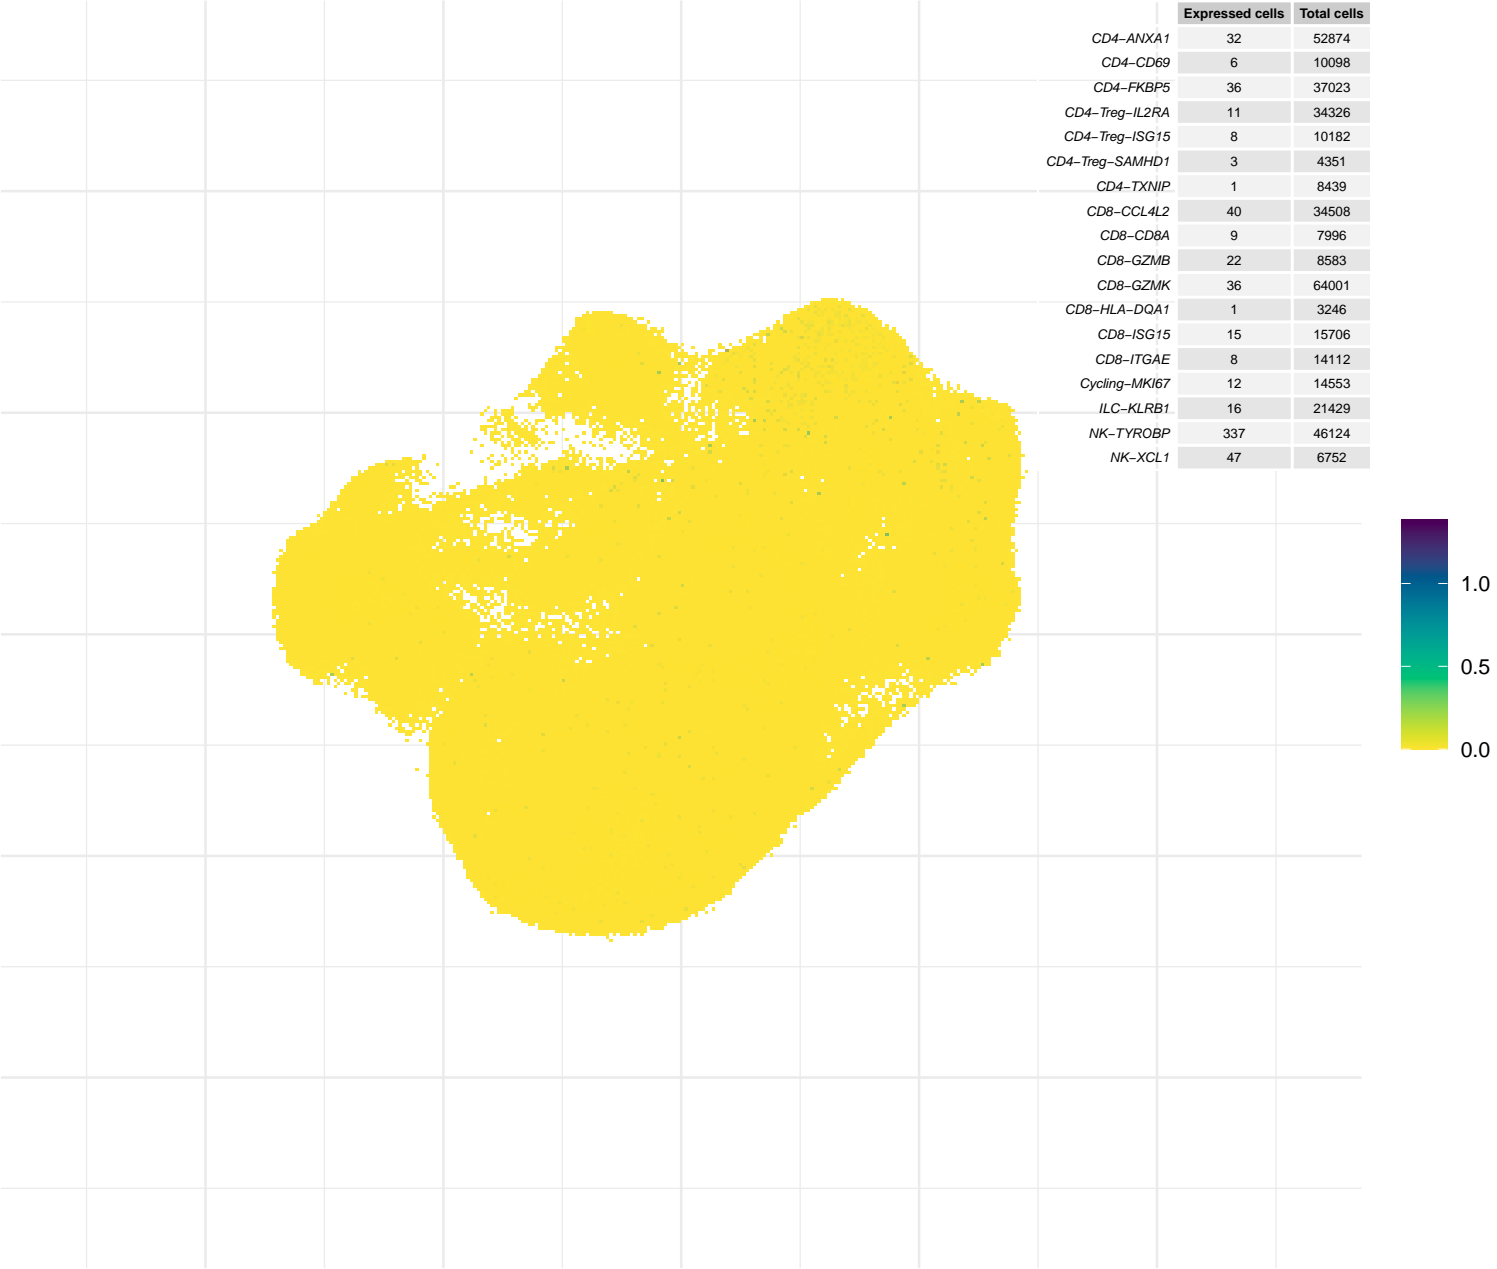 Expressed cells Total cells
CD4−ANXA1 32 52874
CD4−CD69 6 10098
CD4−FKBP5 36 37023
CD4−Treg−IL2RA 11 34326
CD4−Treg−ISG15 8 10182
CD4−Treg−SAMHD1 3 4351
CD4−TXNIP 1 8439
CD8−CCL4L2 40 34508
CD8−CD8A 9 7996
CD8−GZMB 22 8583
CD8−GZMK 36 64001
CD8−HLA−DQA1 1 3246
CD8−ISG15 15 15706
CD8−ITGAE 8 14112
Cycling−MKI67 12 14553
ILC−KLRB1 16 21429
NK−TYROBP 337 46124
NK−XCL1 47 6752
1.0
0.5
0.0